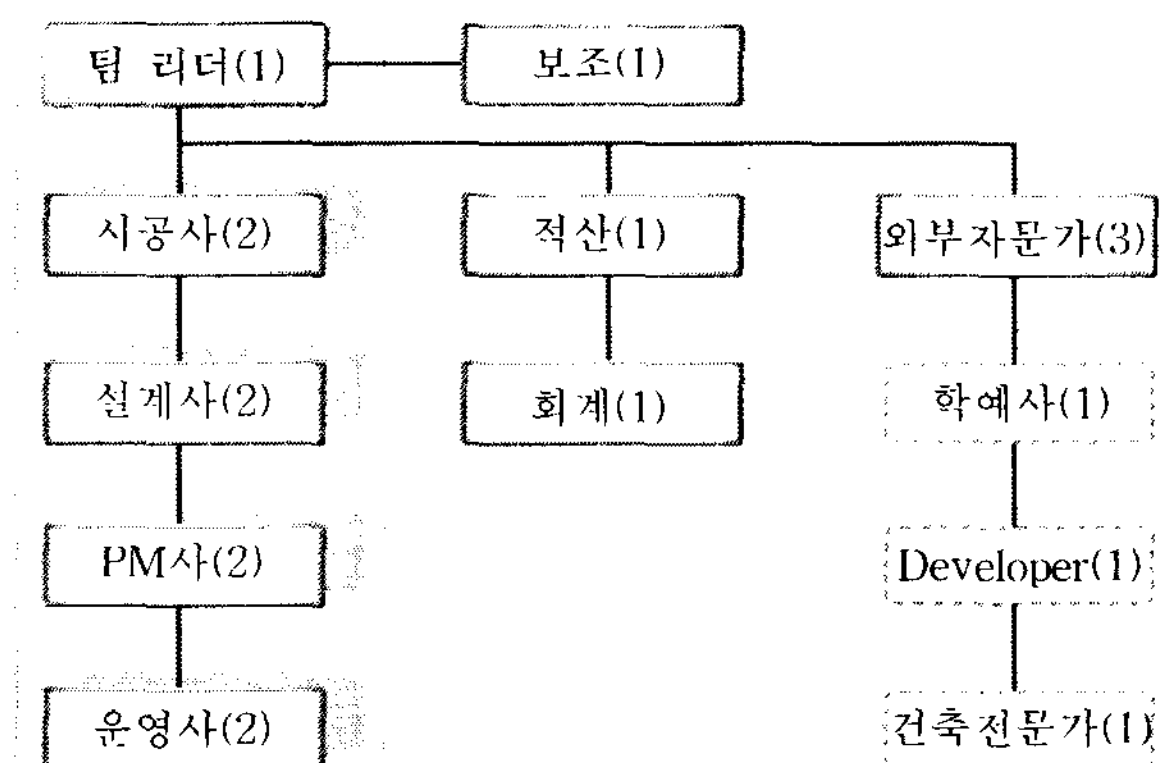 팀 리더(1) 보조(1)
시공사(2) 적산(1) 외부자문가(3)
설계사(2) 회계(1) 학예사(1)
PM사(2) Developer(1)
운영사(2) 건축전문가(1)